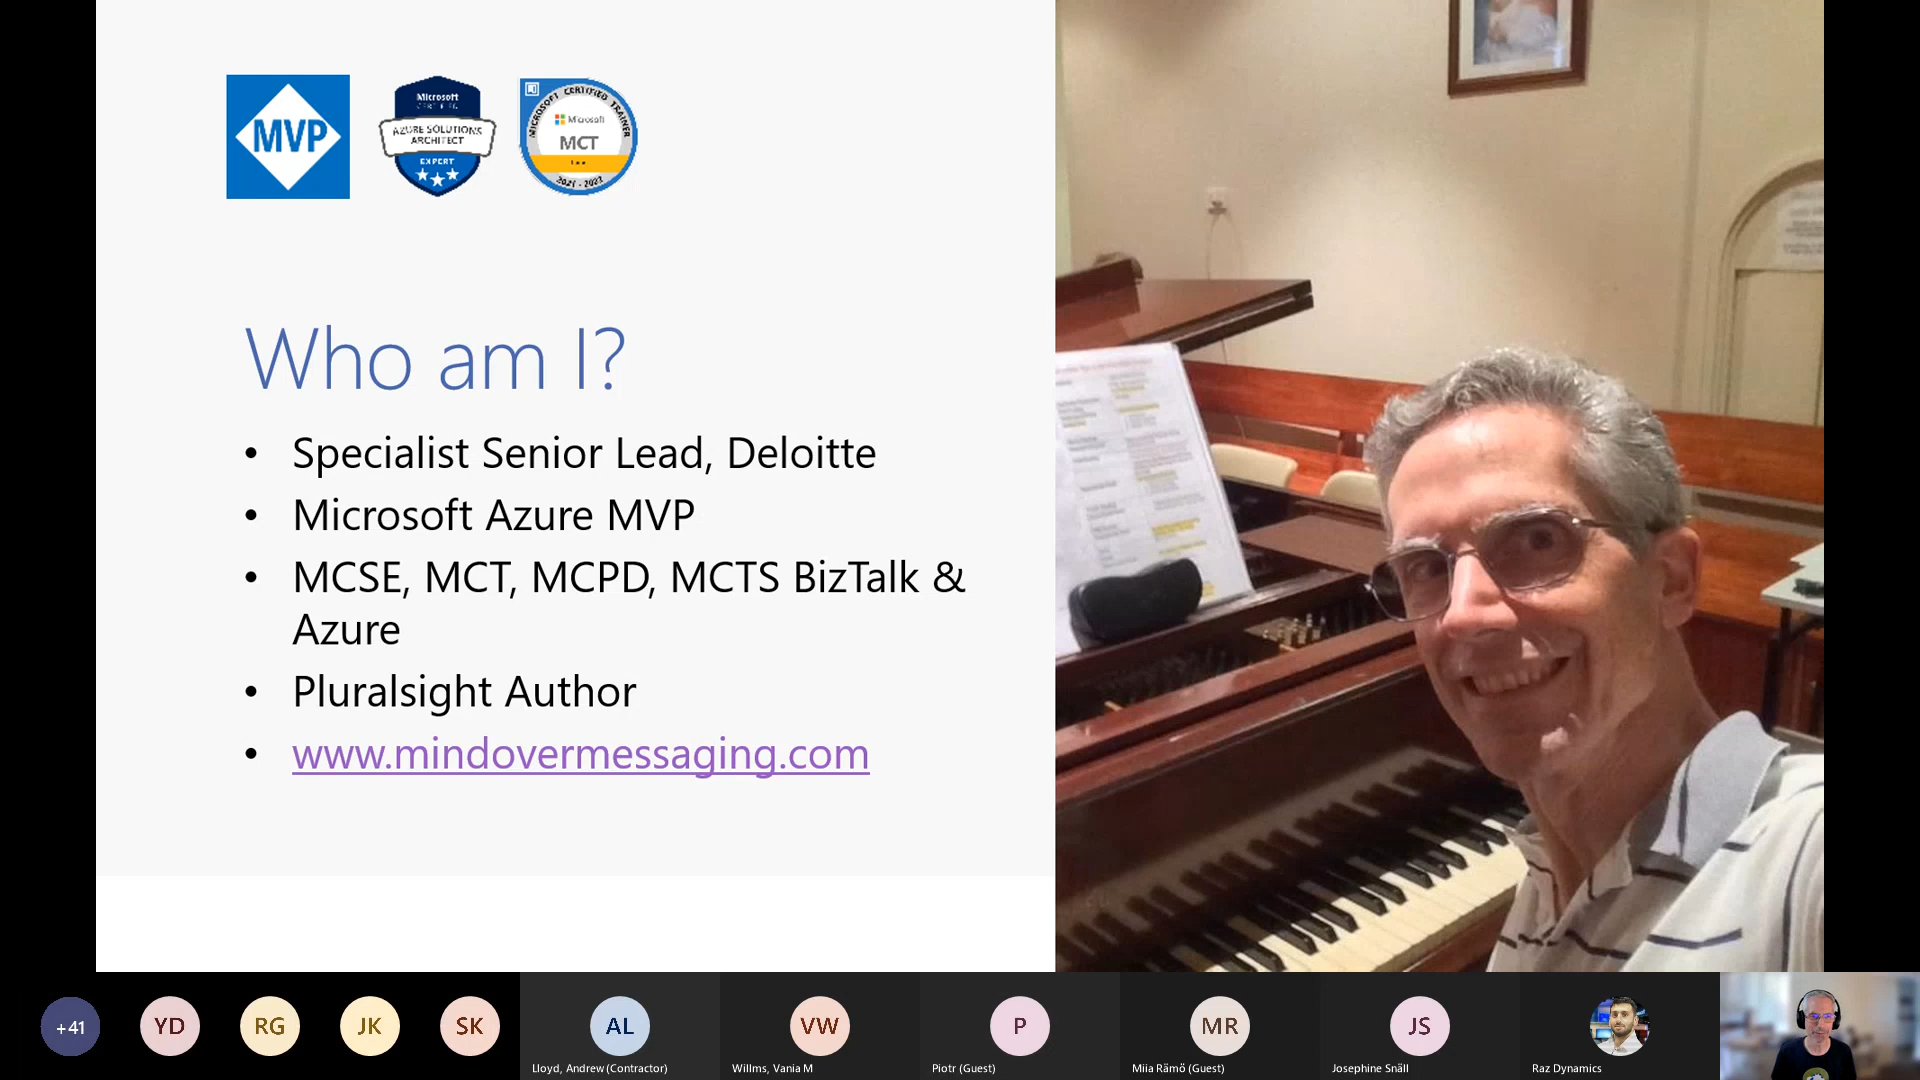 MVP
Microsoft
CERTIFIED
AZURE SOLUTIONS
ARCHITECT
EXPERT
MICROSOFT CERTIFIED TRAINER
Microsoft
MCT
2021 - 2022
Who am I?
• Specialist Senior Lead, Deloitte
• Microsoft Azure MVP
• MCSE, MCT, MCPD, MCTS BizTalk &
Azure
• Pluralsight Author
• www.mindovermessaging.com
+41
YD
RG
JK
SK
AL
VW
P
MR
JS
Lloyd, Andrew (Contractor)
Willms, Vania M
Piotr (Guest)
Miia Rämö (Guest)
Josephine Snäll
Raz Dynamics